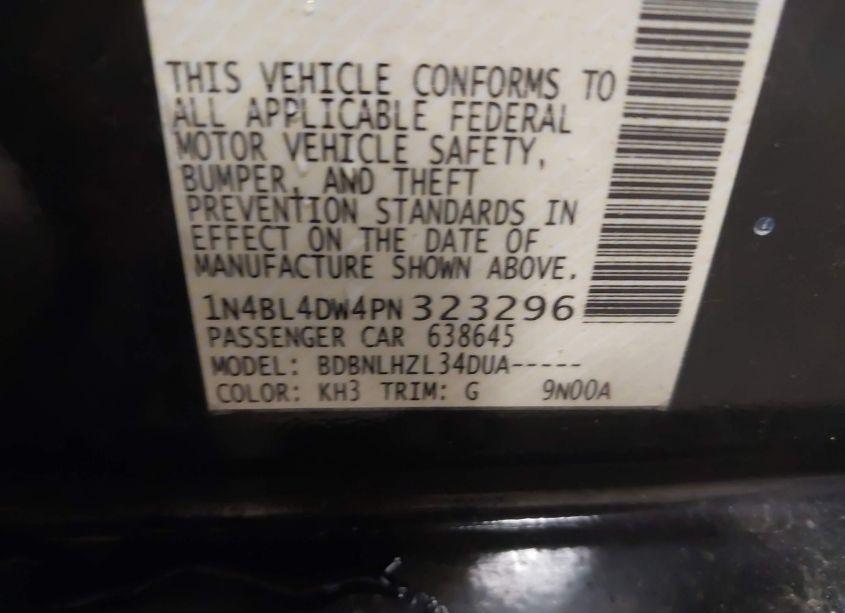 THIS VEHICLE CONFORMS TO
ALL APPLICABLE FEDERAL
MOTOR VEHICLE SAFETY,
BUMPER, AND THEFT
PREVENTION STANDARDS IN
EFFECT ON THE DATE OF
MANUFACTURE SHOWN ABOVE.
1N4BL4DW4PN323296
PASSENGER CAR 638645
MODEL: BDBNLHZL34DUA-----
COLOR: KH3 TRIM: G 9N00A